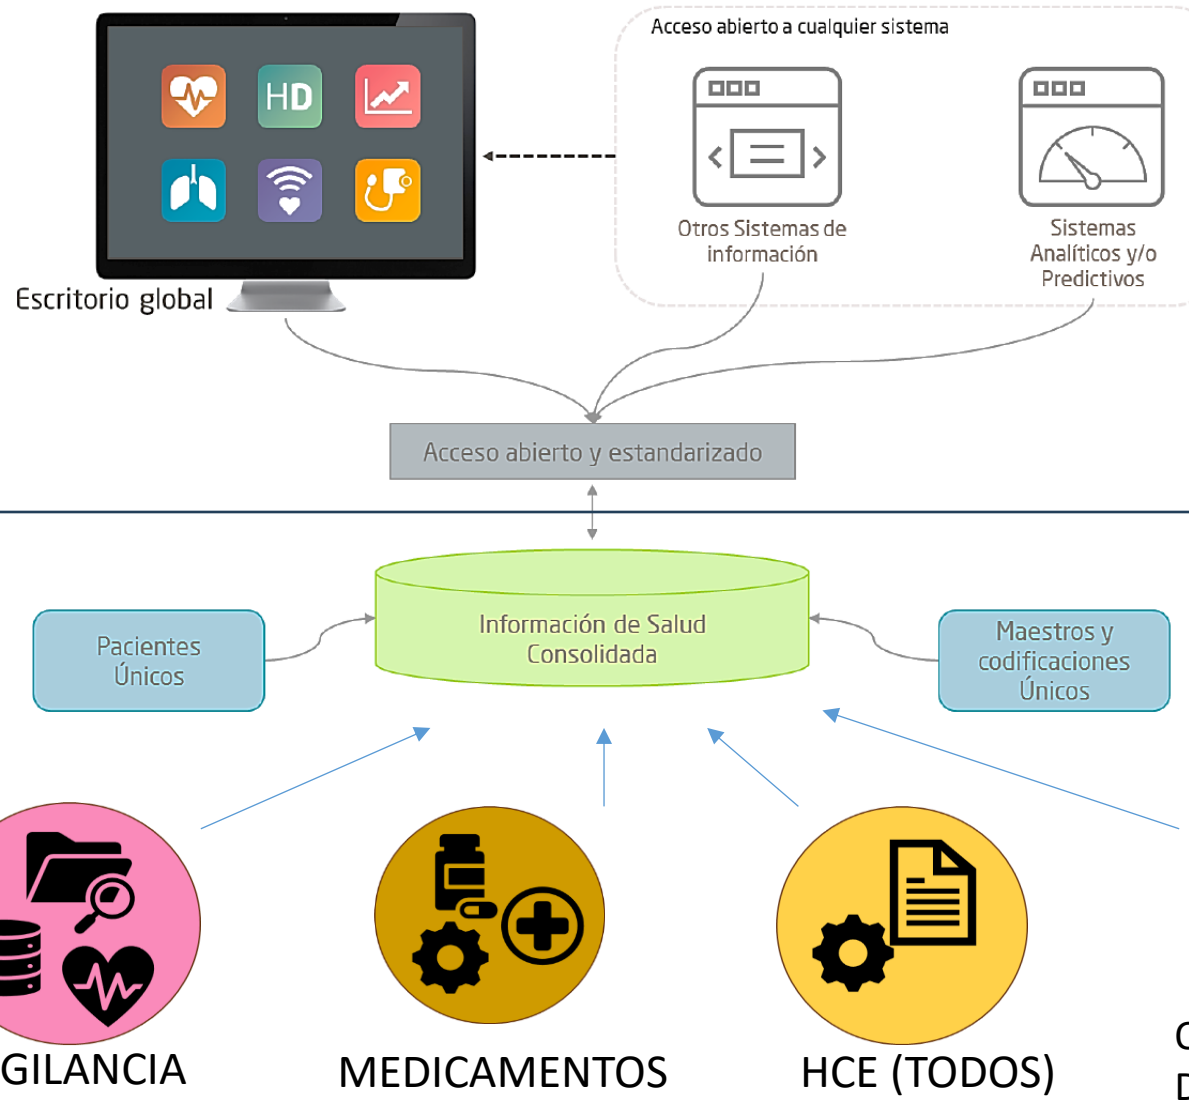 Acceso abierto a cualquier sistema
HD
Otros Sistemas de
información
Sistemas
Analíticos y/o
Predictivos
Escritorio global
Acceso abierto y estandarizado
Pacientes
Únicos
Información de Salud
Consolidada
Maestros y
codificaciones
Únicos
GILANCIA
MEDICAMENTOS
HCE (TODOS)